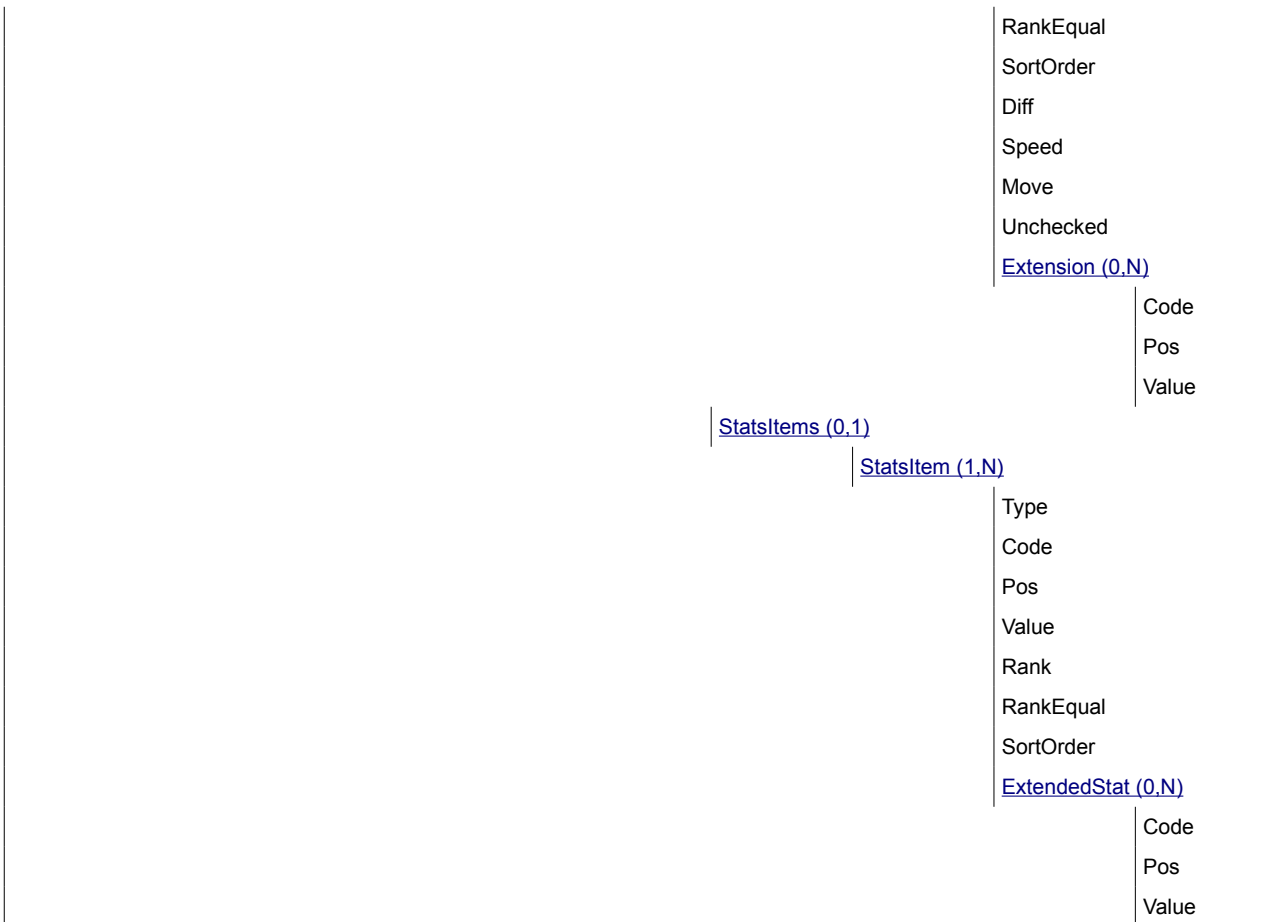 RankEqual
SortOrder
Diff
Speed
Move
Unchecked
Extension (0,N)
Code
Pos
Value
StatsItems (0,1)
StatsItem (1,N)
Type
Code
Pos
Value
Rank
RankEqual
SortOrder
ExtendedStat (0,N)
Code
Pos
Value